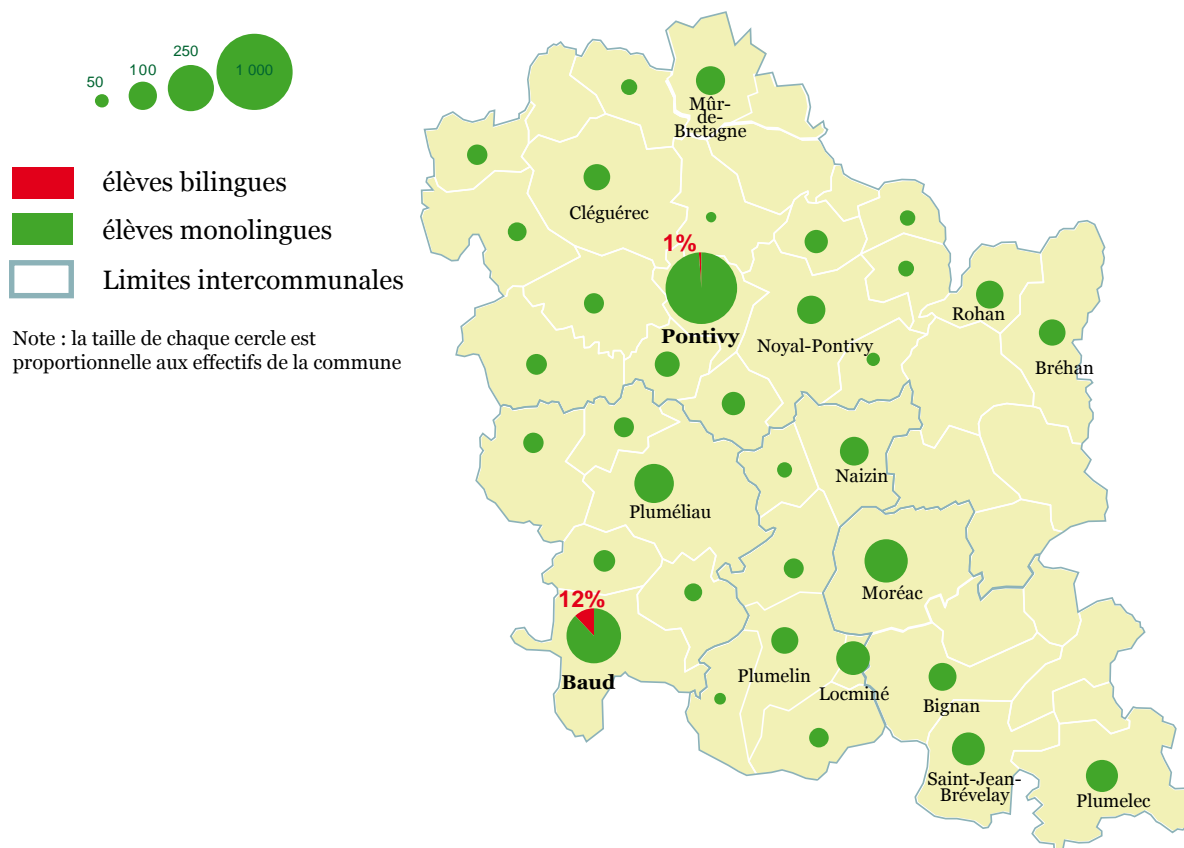 50
100
250
1 000
élèves bilingues
élèves monolingues
Limites intercommunales
Note : la taille de chaque cercle est
proportionnelle aux effectifs de la commune
Mûr-
de-
Bretagne
Cléguérec
1%
Pontivy
Noyal-Pontivy
Rohan
Bréhan
Naizin
Pluméliau
Moréac
12%
Baud
Plumelin
Locminé
Bignan
Saint-Jean-
Brévelay
Plumelec